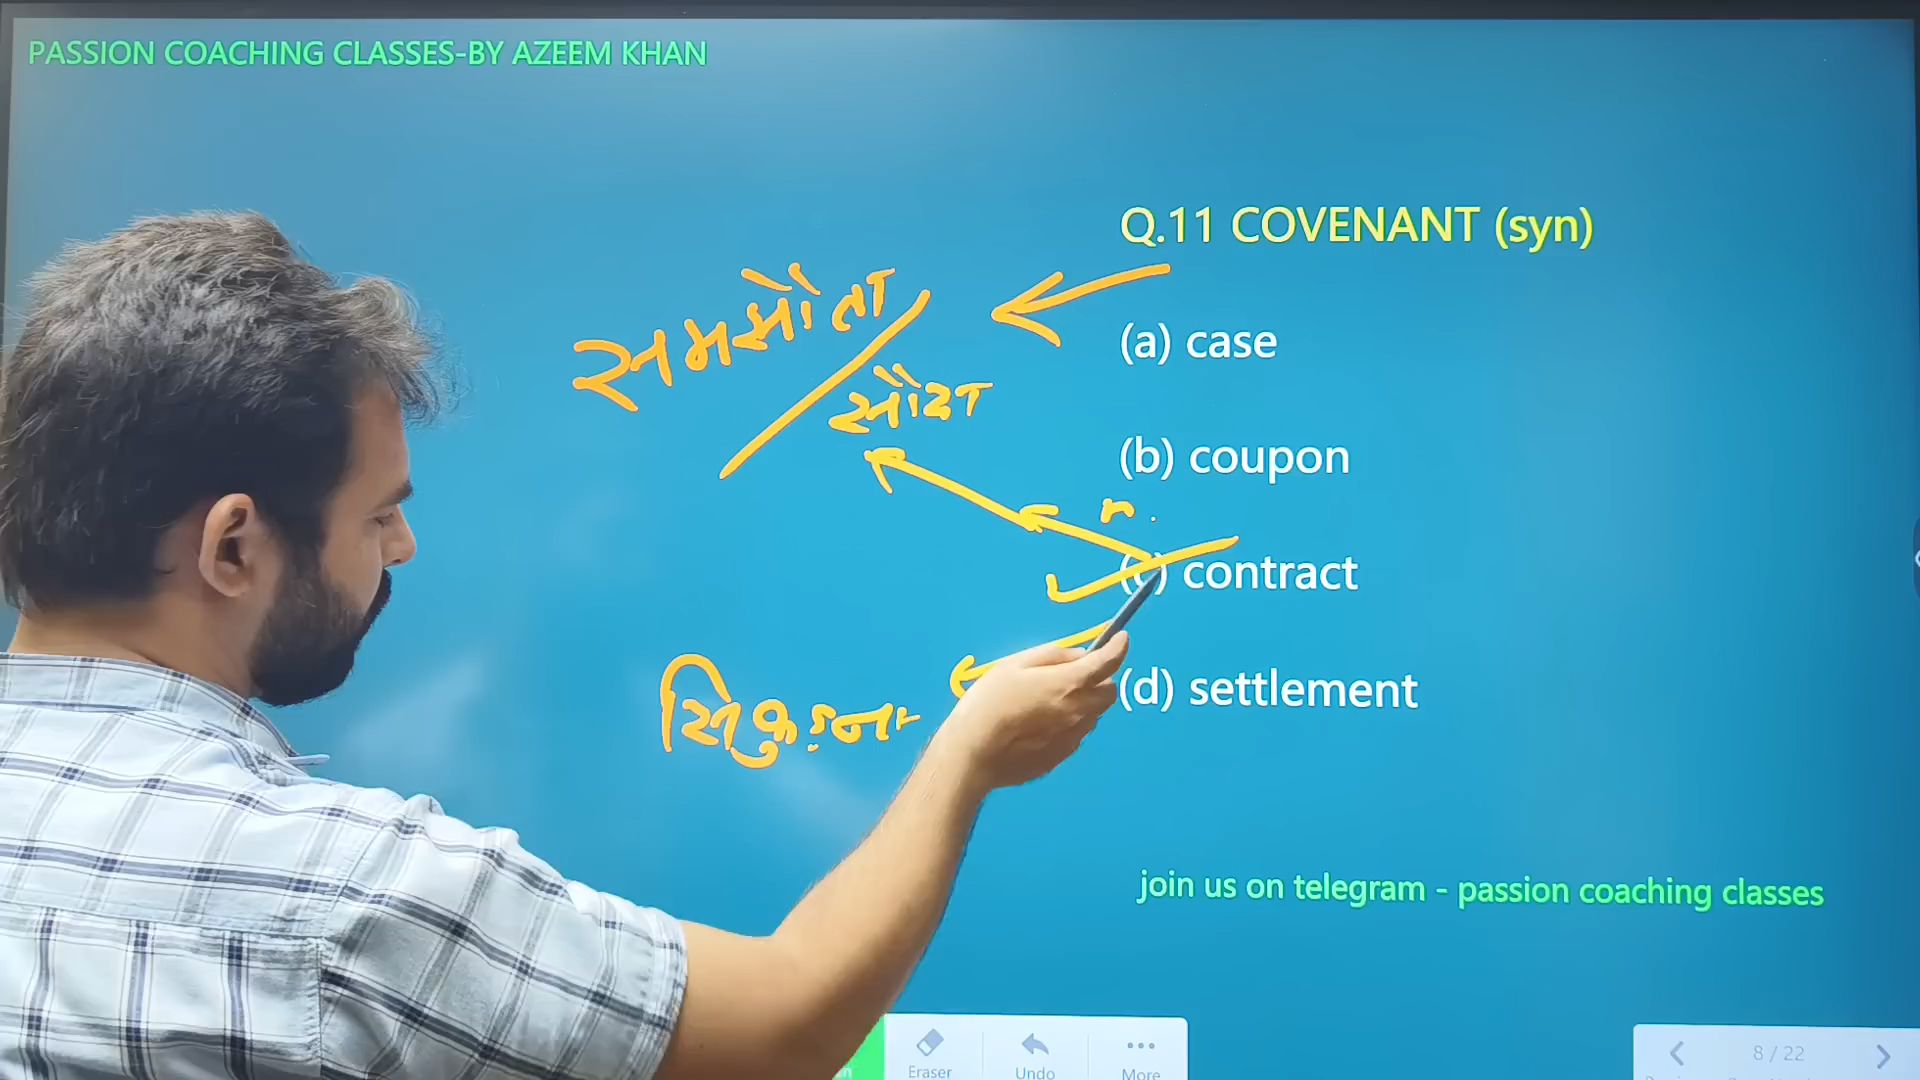 PASSION COACHING CLASSES-BY AZEEM KHAN
Q.11 COVENANT (syn)
समझौता
(a) case
सौदा
(b) coupon
n.
(c) contract
सिकुड़ना
(d) settlement
join us on telegram - passion coaching classes
Eraser
Undo
More
8 / 22